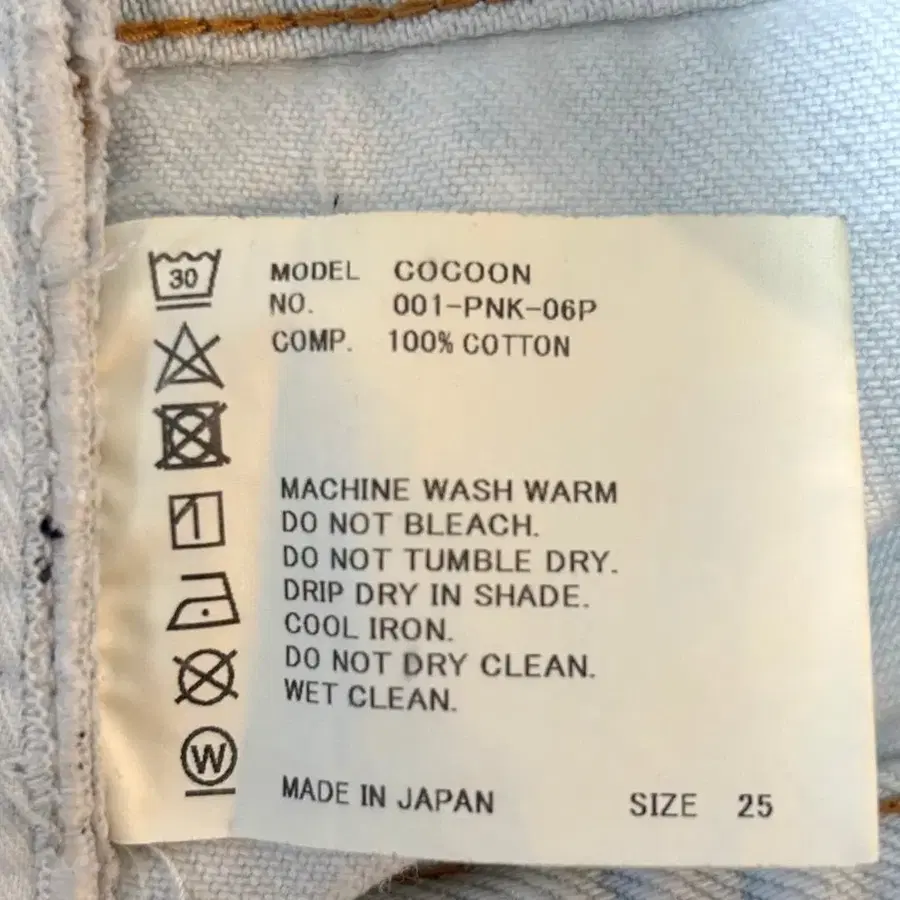 30
MODEL COCOON
NO. 001-PNK-06P
COMP. 100% COTTON
MACHINE WASH WARM
DO NOT BLEACH.
DO NOT TUMBLE DRY.
DRIP DRY IN SHADE.
COOL IRON.
DO NOT DRY CLEAN.
WET CLEAN.
W
MADE IN JAPAN SIZE 25